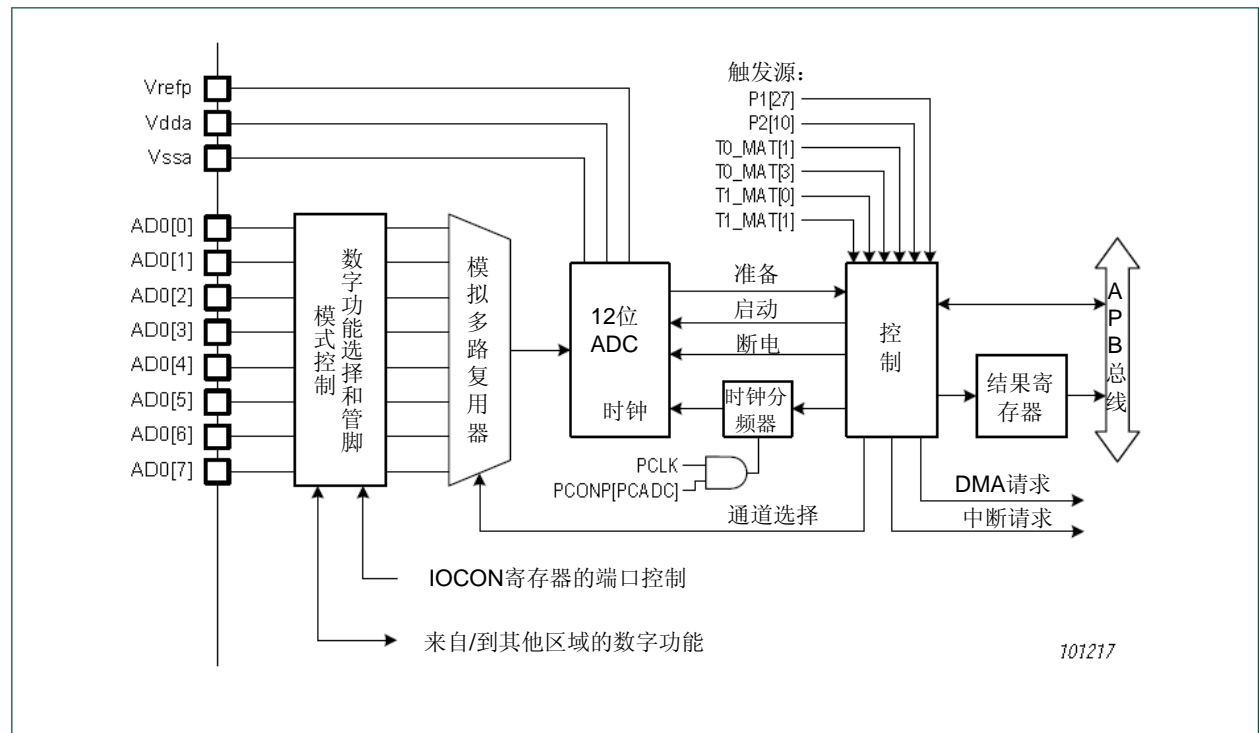 Vrefp
Vdda
Vssa
AD0[0]
AD0[1]
AD0[2]
AD0[3]
AD0[4]
AD0[5]
AD0[6]
AD0[7]
数字功能选择和管脚
模式控制
模拟多路复用器
12位
ADC
时钟
触发源：
P1[27]
P2[10]
T0_MAT[1]
T0_MAT[3]
T1_MAT[0]
T1_MAT[1]
准备
启动
断电
时钟分
频器
PCLK
PCONP[PCADC]
通道选择
控制
结果寄
存器
APB总线
DMA请求
中断请求
IOCON寄存器的端口控制
来自/到其他区域的数字功能
101217